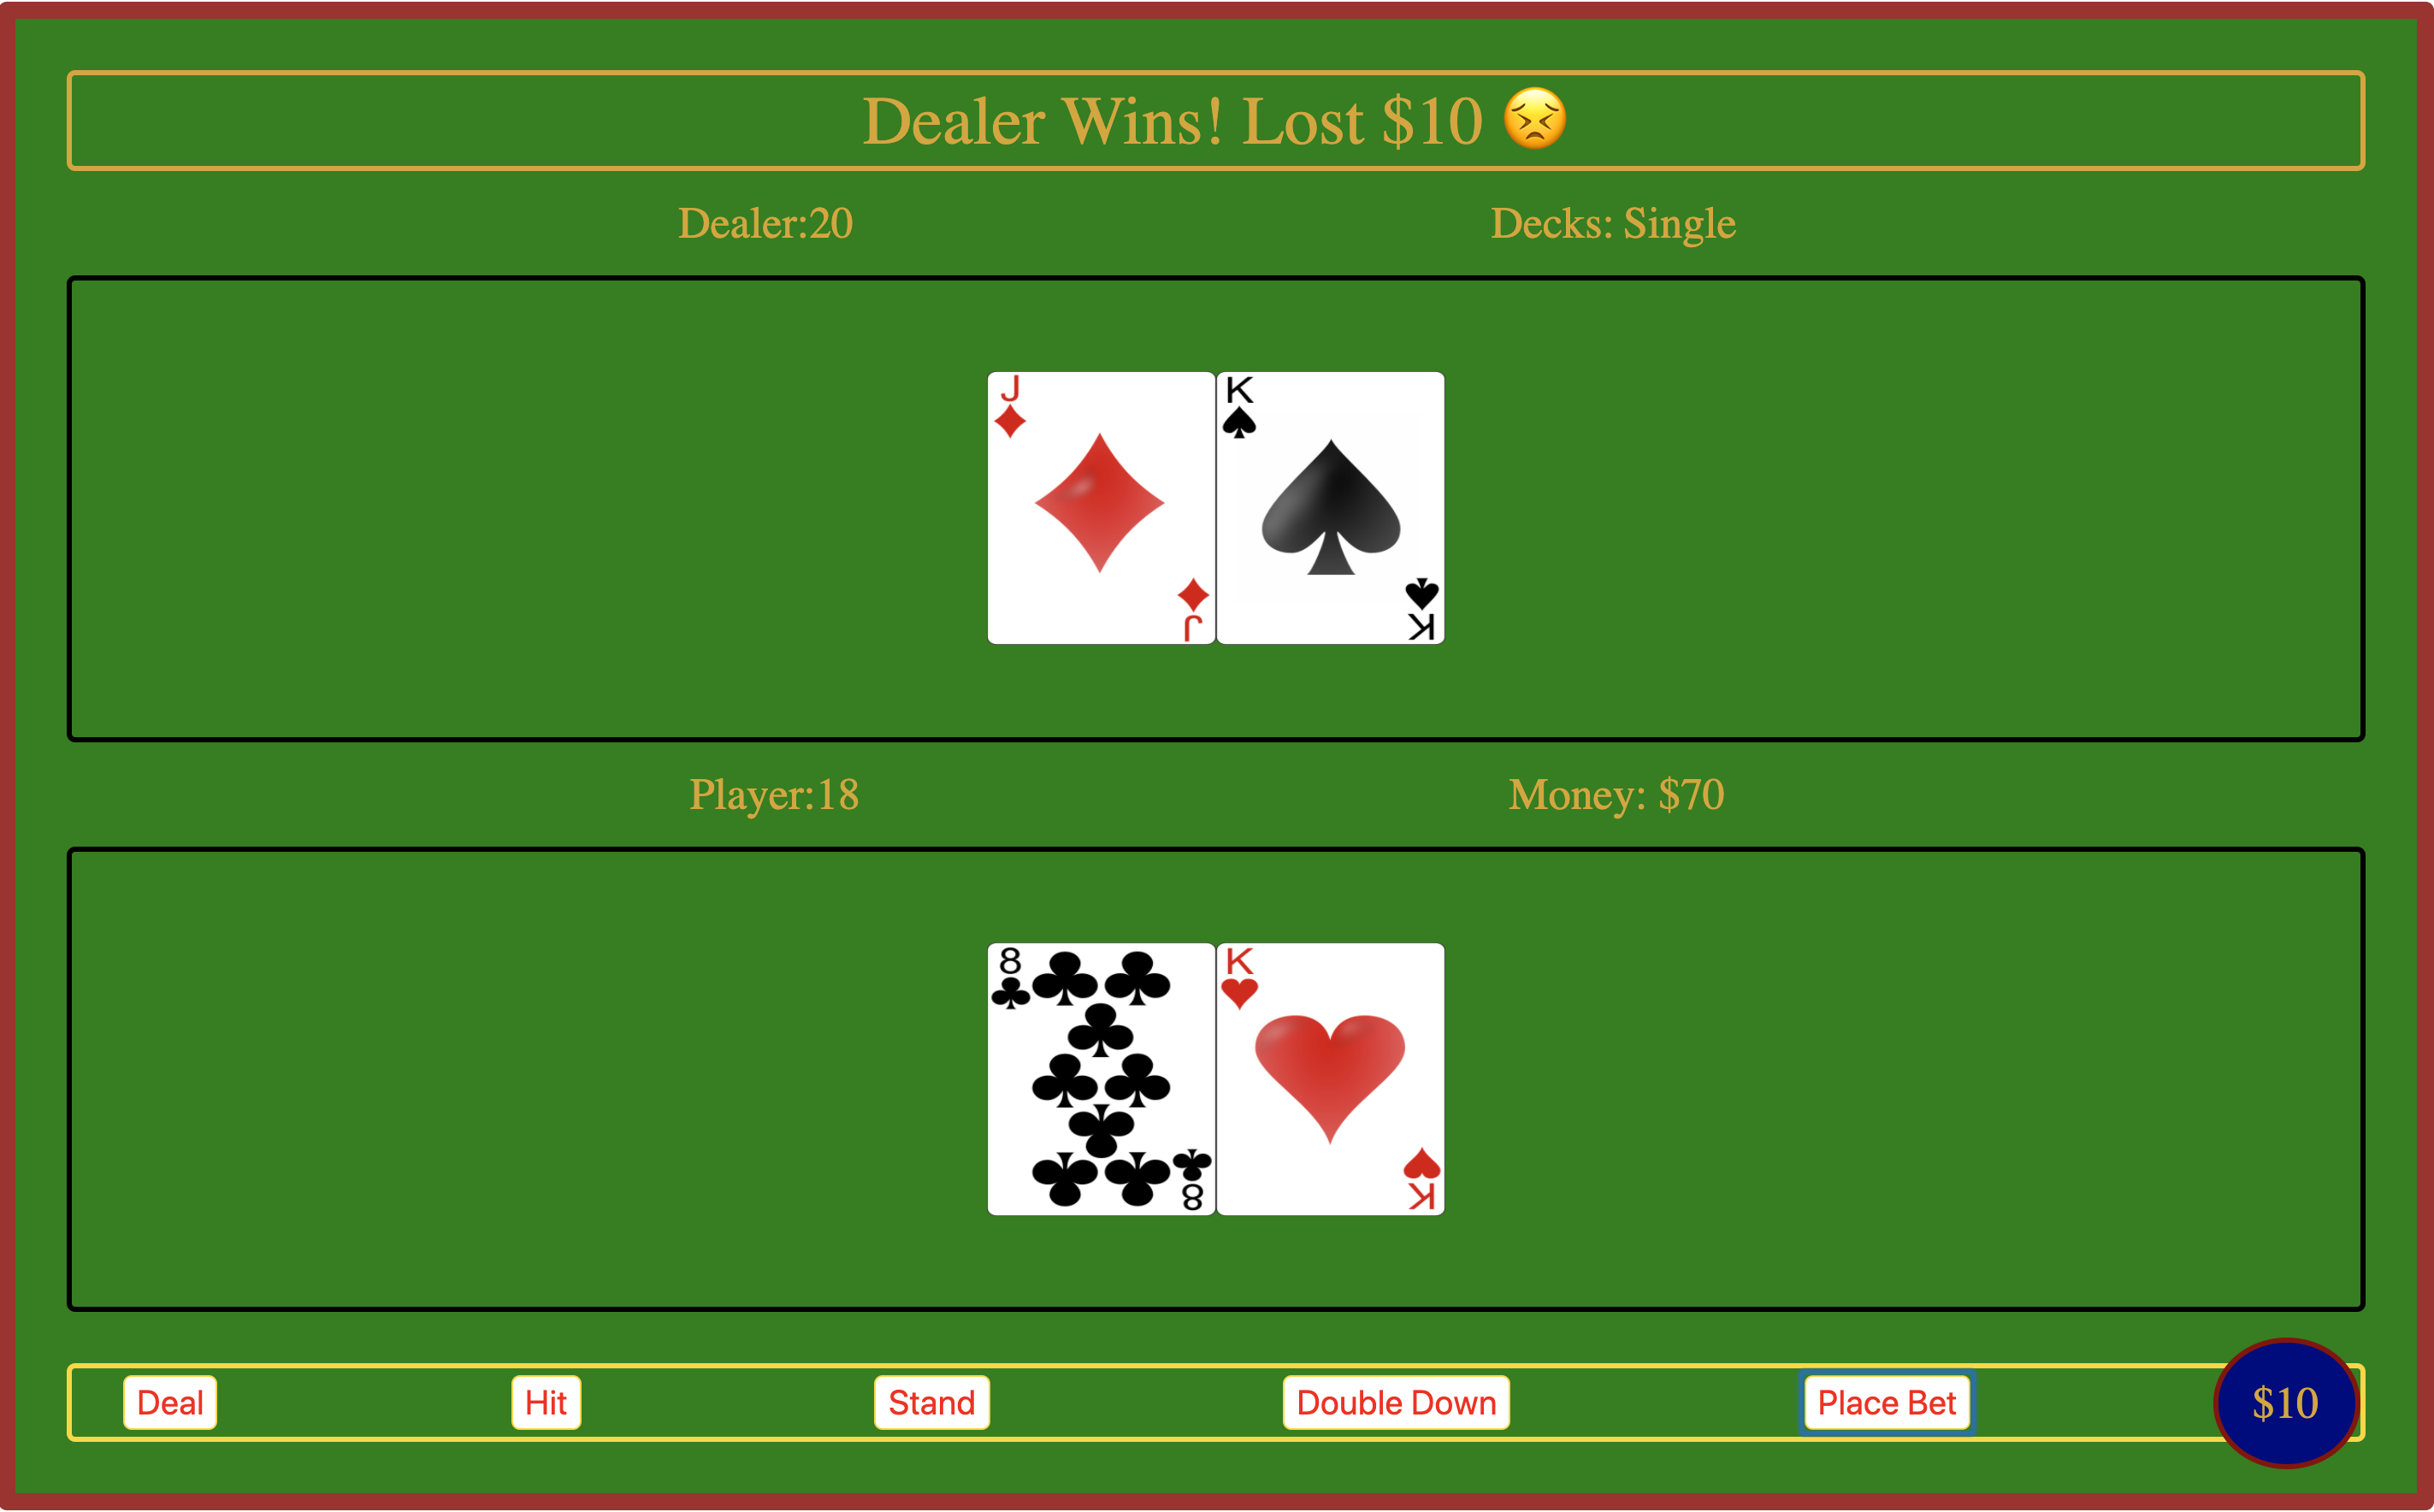 Dealer Wins! Lost $10 😣
Dealer:20 Decks: Single
J K
J K
Player:18 Money: $70
8 K
8 K
Deal Hit Stand Double Down Place Bet $10